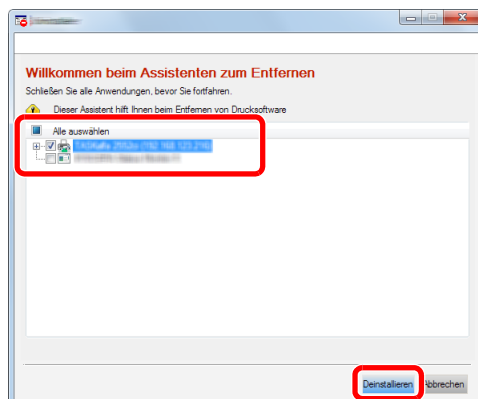 Willkommen beim Assistenten zum Entfernen
Schließen Sie alle Anwendungen, bevor Sie fortfahren.
Dieser Assistent hilft Ihnen beim Entfernen von Drucksoftware
Alle auswählen
Deinstallieren
Abbrechen